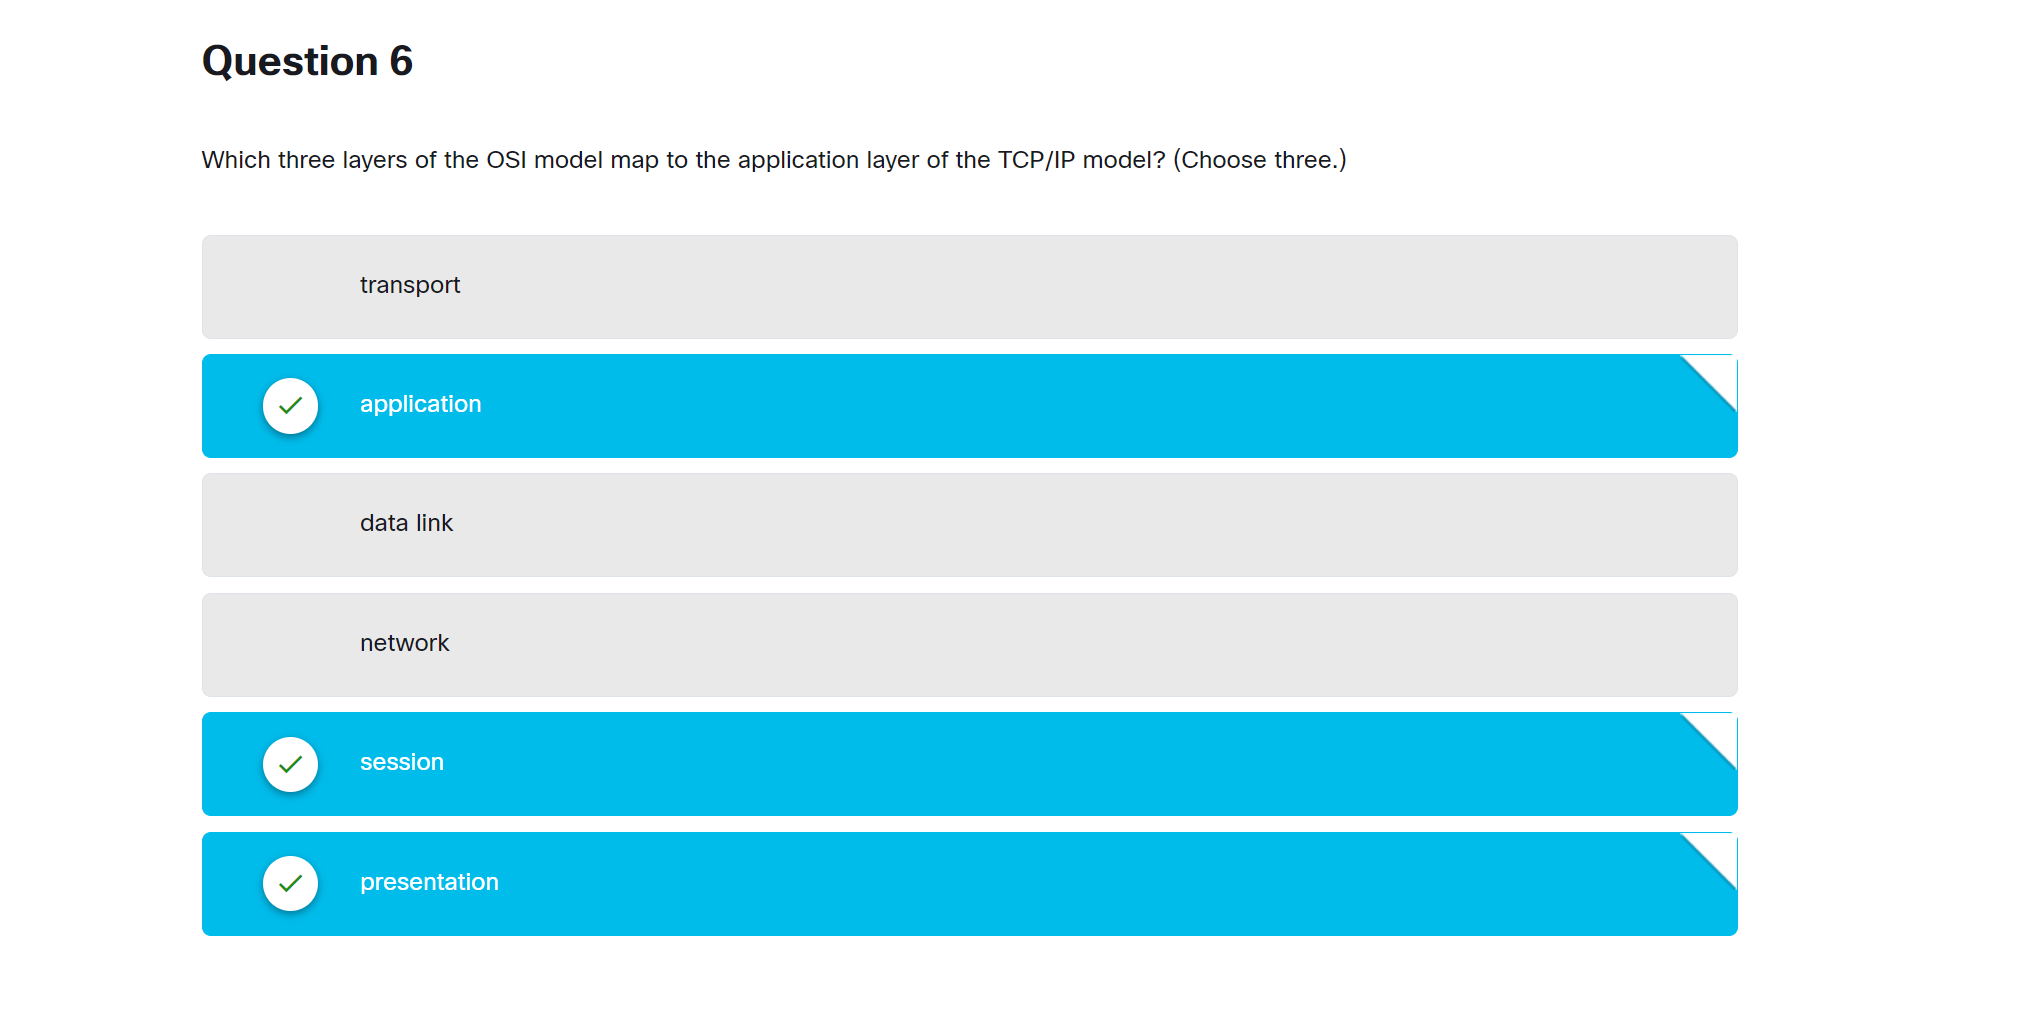 Question 6
Which three layers of the OSI model map to the application layer of the TCP/IP model? (Choose three.)
transport
application
data link
network
session
presentation